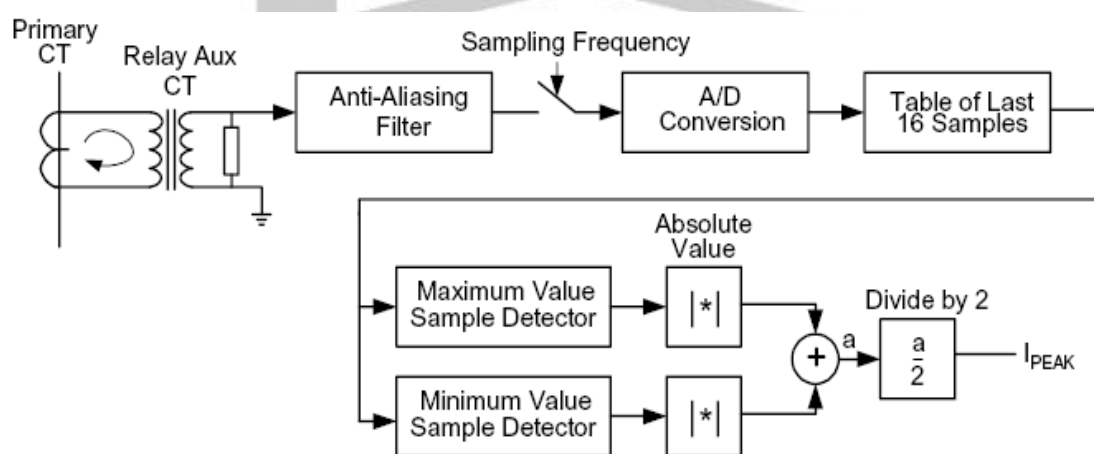 Primary
CT
Relay Aux
CT
Anti-Aliasing
Filter
Sampling Frequency
A/D
Conversion
Table of Last
16 Samples
Maximum Value
Sample Detector
Absolute
Value
|*|
Divide by 2
+
a
a
2
I_PEAK
Minimum Value
Sample Detector
|*|